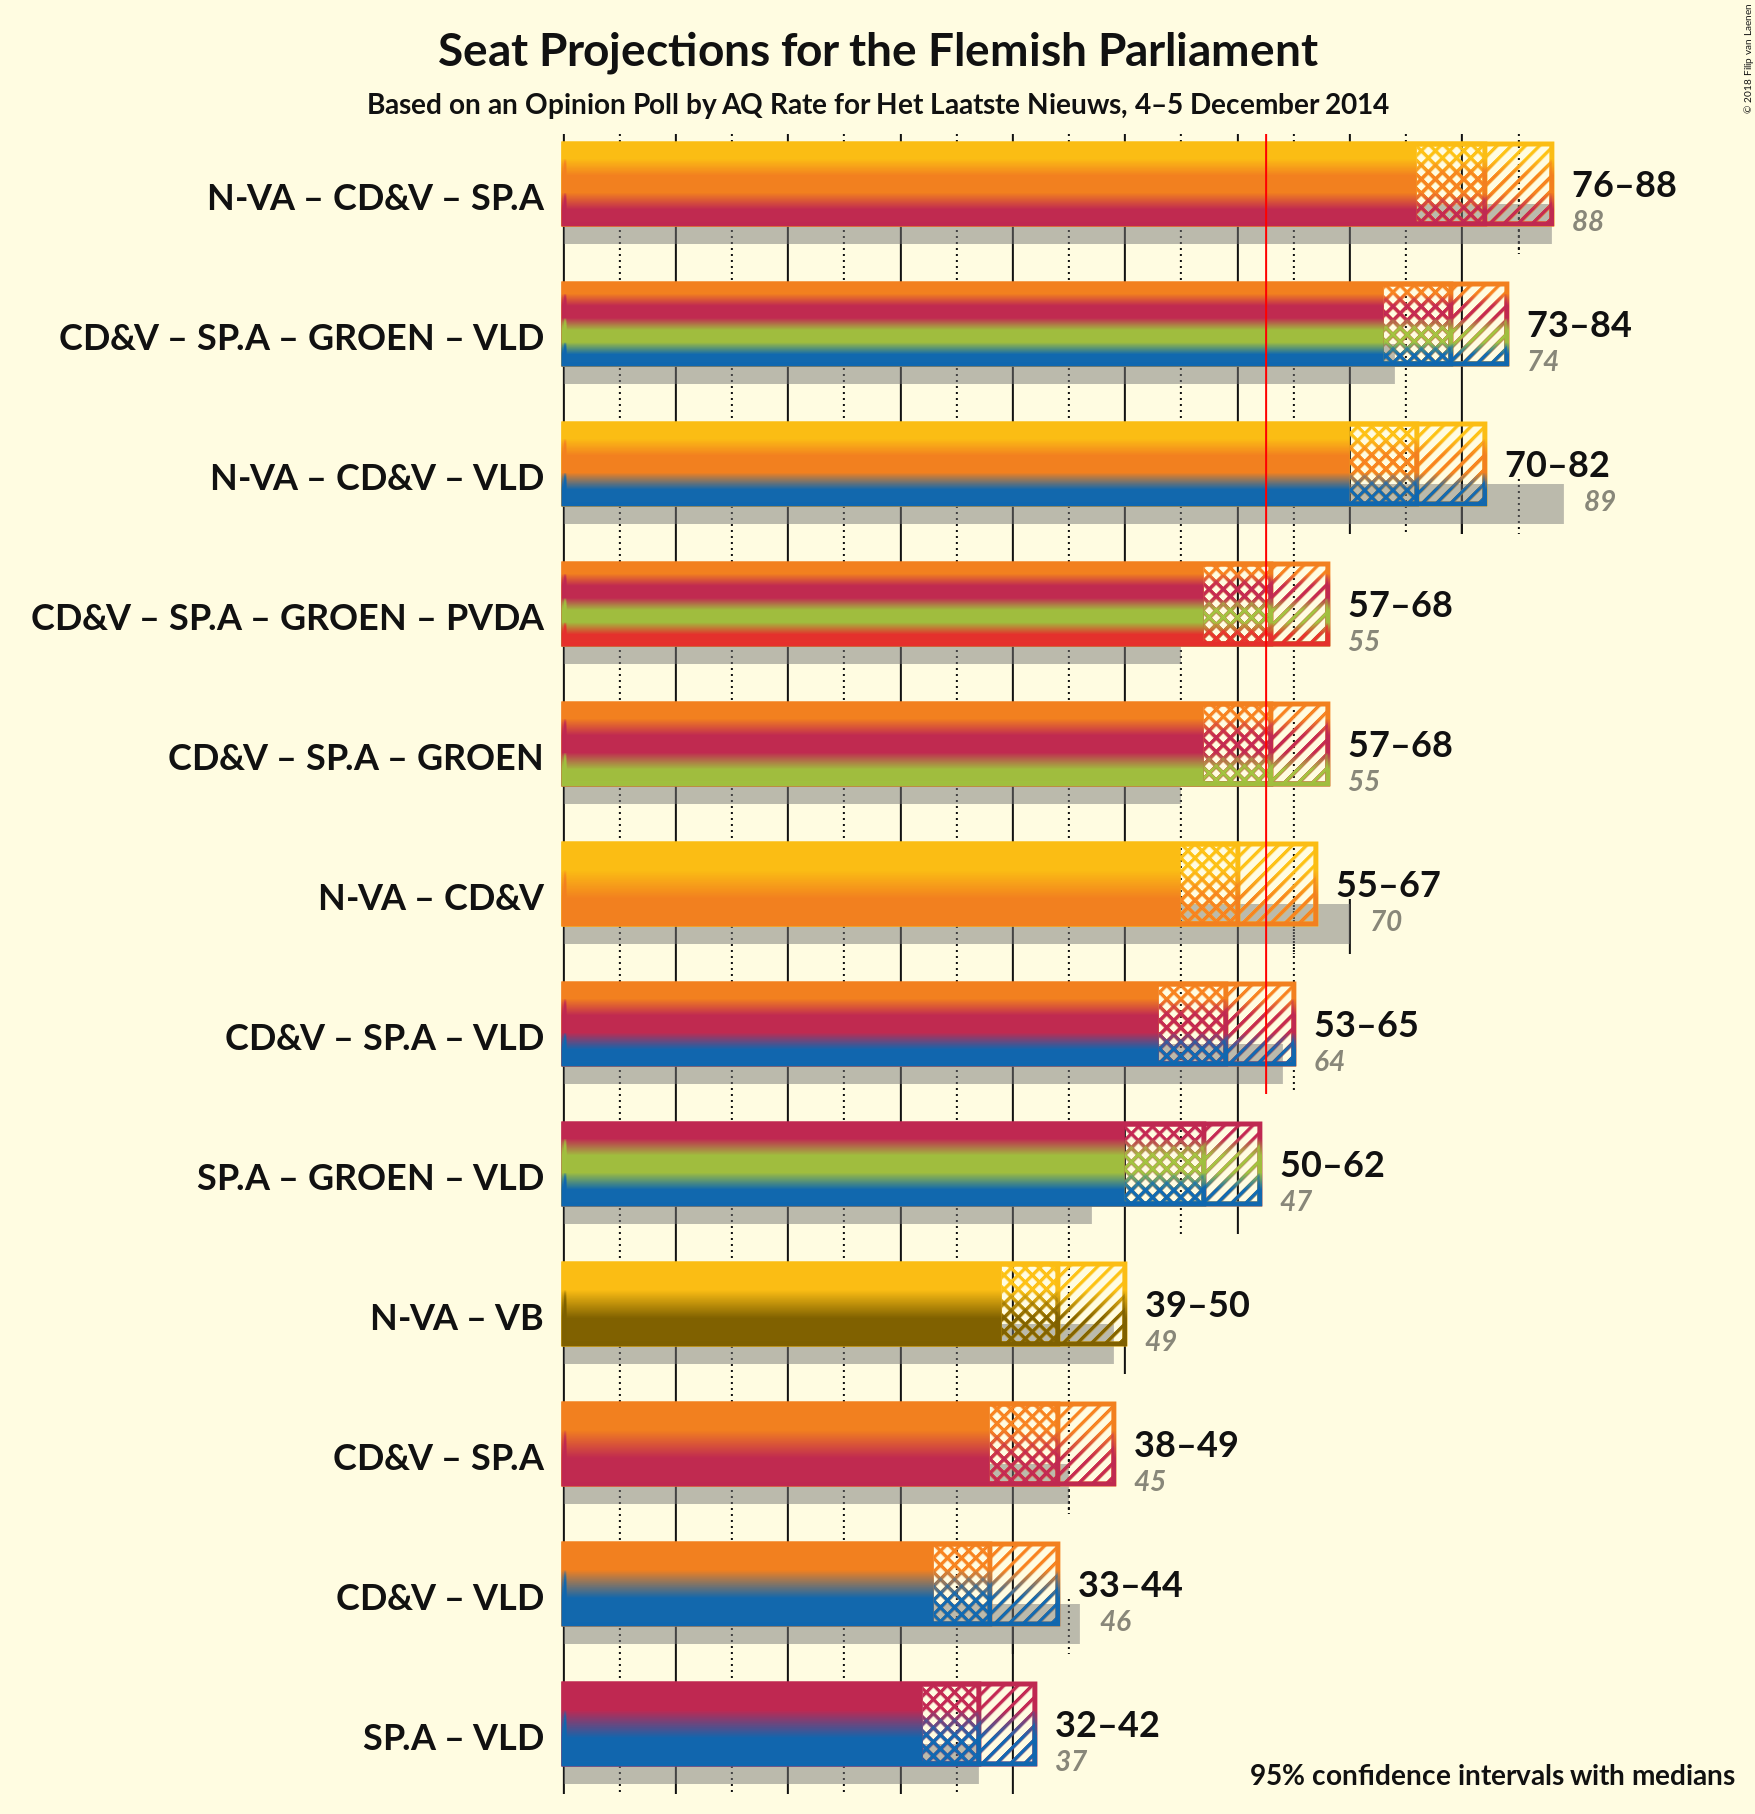 Seat Projections for the Flemish Parliament
Based on an Opinion Poll by AQ Rate for Het Laatste Nieuws, 4–5 December 2014
© 2018 Filip van Laenen
N-VA – CD&V – SP.A
76–88
88
CD&V – SP.A – GROEN – VLD
73–84
74
N-VA – CD&V – VLD
70–82
89
CD&V – SP.A – GROEN – PVDA
57–68
55
CD&V – SP.A – GROEN
57–68
55
N-VA – CD&V
55–67
70
CD&V – SP.A – VLD
53–65
64
SP.A – GROEN – VLD
50–62
47
N-VA – VB
39–50
49
CD&V – SP.A
38–49
45
CD&V – VLD
33–44
46
SP.A – VLD
32–42
37
95% confidence intervals with medians